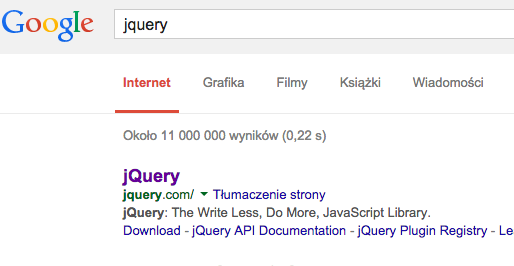 Google
jquery
Internet Grafika Filmy Książki Wiadomości
Około 11 000 000 wyników (0,22 s)
jQuery
jquery.com/ Tłumaczenie strony
jQuery: The Write Less, Do More, JavaScript Library.
Download - jQuery API Documentation - jQuery Plugin Registry - Le